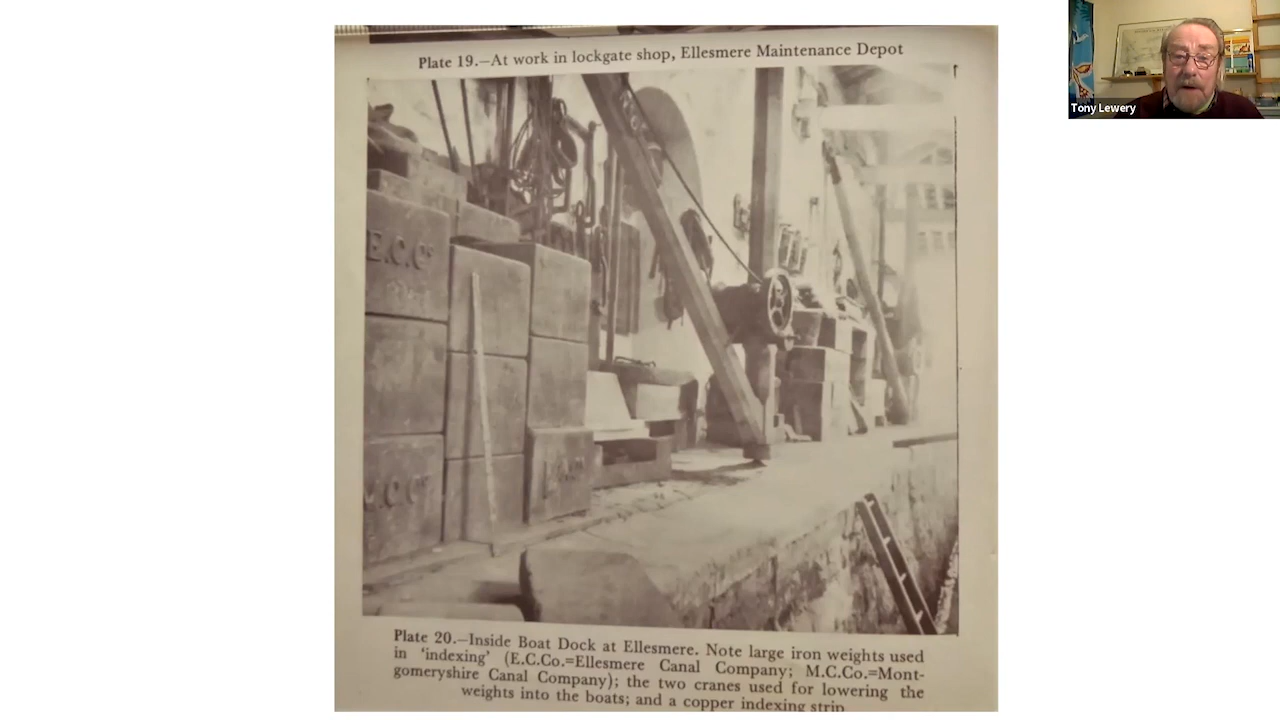 Plate 19.—At work in lockgate shop, Ellesmere Maintenance Depot
Tony Lewery
E.C.Co
M.C.Co
Plate 20.—Inside Boat Dock at Ellesmere. Note large iron weights used
in ‘indexing’ (E.C.Co.=Ellesmere Canal Company; M.C.Co.=Mont-
gomeryshire Canal Company); the two cranes used for lowering the
weights into the boats; and a copper indexing strip